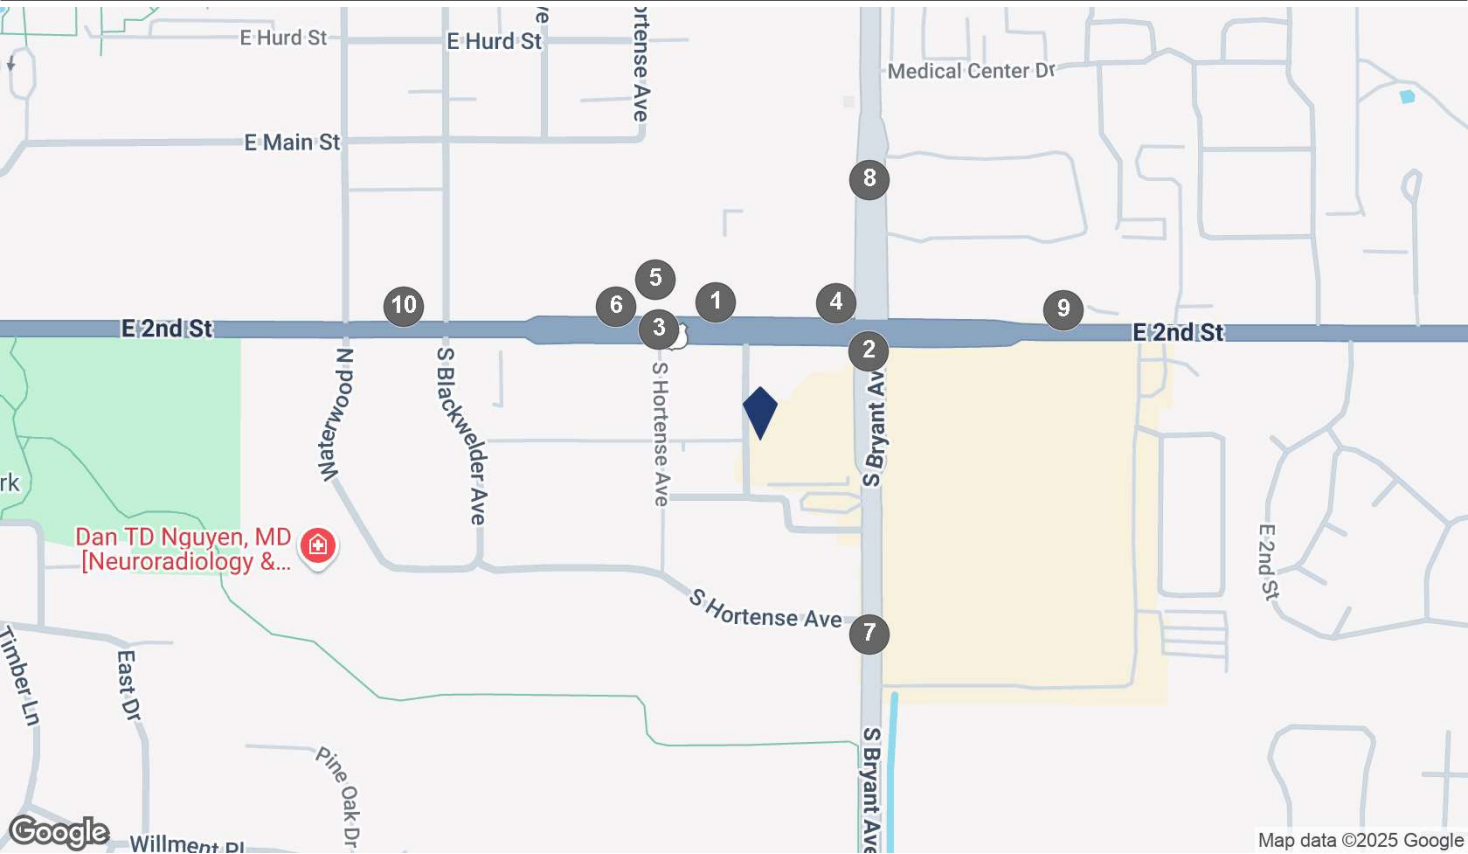 ve
ortense Ave
E Hurd St
E Hurd St
Medical Center Dr
E Main St
8
5
10
6
1
4
9
3
E 2nd St
E 2nd St
2
N Waterwood
S Blackwelder Ave
S Hortense Ave
S Bryant Ave
rk
Dan TD Nguyen, MD
[Neuroradiology &...
E 2nd St
S Hortense Ave
7
Timber Ln
East Dr
S Bryant Ave
Pine Oak Dr
Google
Willment Pl
Map data ©2025 Google